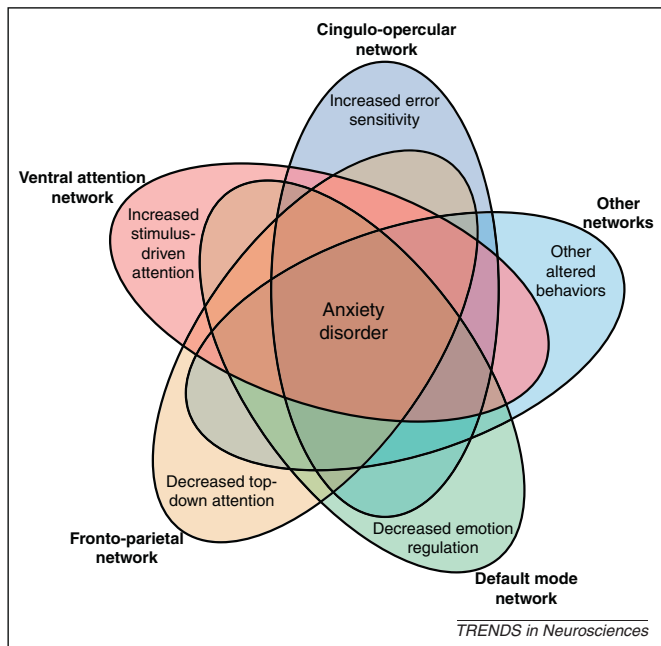 Cingulo-opercular
network
Increased error
sensitivity
Ventral attention
network
Increased
stimulus-
driven
attention
Other
networks
Other
altered
behaviors
Anxiety
disorder
Decreased top-
down attention
Fronto-parietal
network
Decreased emotion
regulation
Default mode
network
TRENDS in Neurosciences